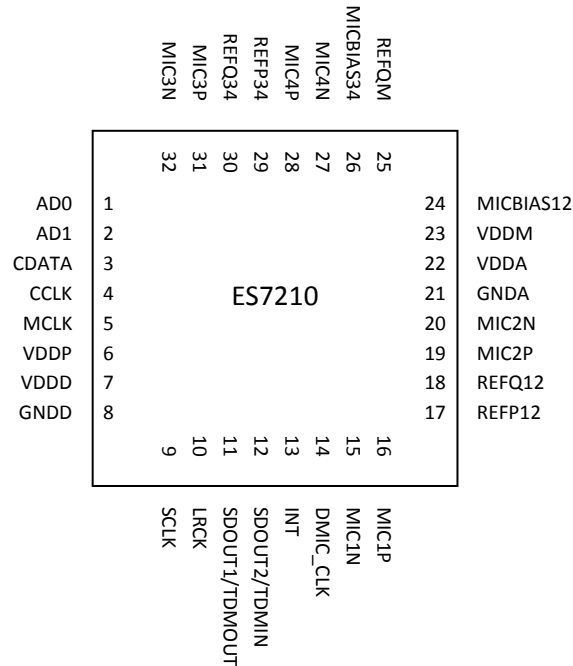 MIC3N
MIC3P
REFQ34
REFP34
MIC4P
MIC4N
MICBIAS34
REFQM
32
31
30
29
28
27
26
25
AD0 1
AD1 2
CDATA 3
CCLK 4
MCLK 5
VDDP 6
VDDD 7
GNDD 8
ES7210
24 MICBIAS12
23 VDDM
22 VDDA
21 GNDA
20 MIC2N
19 MIC2P
18 REFQ12
17 REFP12
9
10
11
12
13
14
15
16
SCLK
LRCK
SDOUT1/TDMOUT
SDOUT2/TDMIN
INT
DMIC_CLK
MIC1N
MIC1P